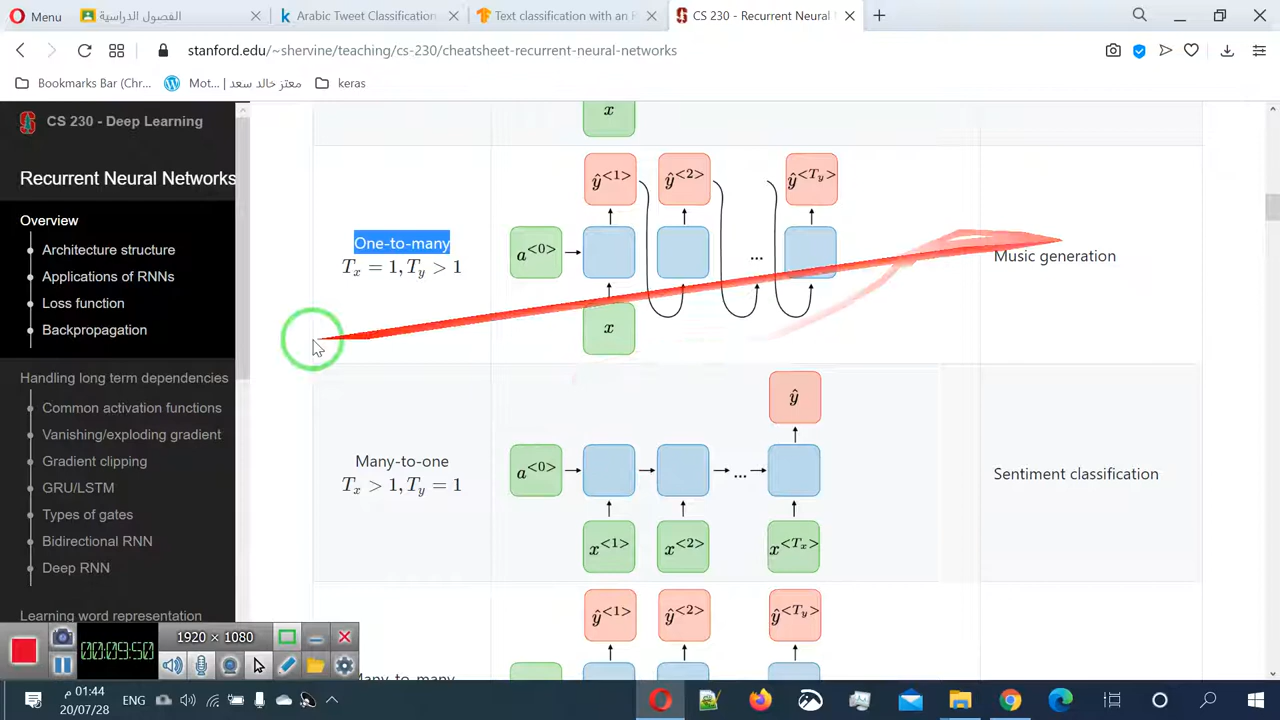 Menu
الفصول الدراسية
Arabic Tweet Classification
Text classification with an R
CS 230 - Recurrent Neural
stanford.edu/~shervine/teaching/cs-230/cheatsheet-recurrent-neural-networks
Bookmarks Bar (Chr...
Mot... | معتز خالد سعد
keras
CS 230 - Deep Learning
Recurrent Neural Networks
Overview
Architecture structure
Applications of RNNs
Loss function
Backpropagation
Handling long term dependencies
Common activation functions
Vanishing/exploding gradient
Gradient clipping
GRU/LSTM
Types of gates
Bidirectional RNN
Deep RNN
Learning word representation
x
ŷ<1> ŷ<2> ŷ<Ty>
One-to-many
Tx = 1, Ty > 1
a<0>
...
Music generation
x
ŷ
Many-to-one
Tx > 1, Ty = 1
a<0>
...
Sentiment classification
x<1> x<2> x<Tx>
ŷ<1> ŷ<2> ŷ<Ty>
Many-to-many
00:09:50
1920 × 1080
01:44 م
20/07/28
ENG